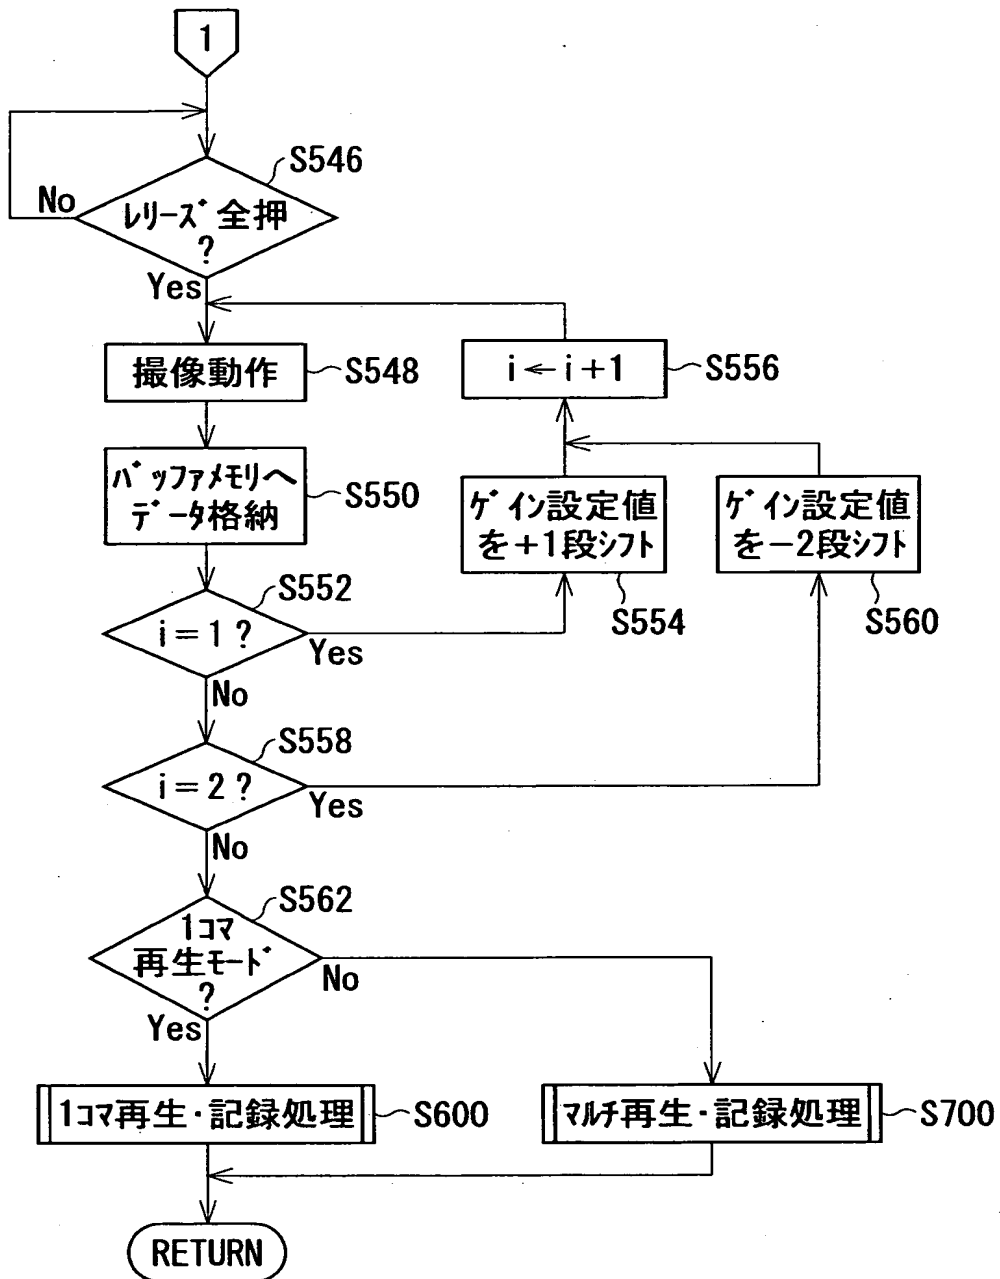 1
S546
No
ﾚﾘｰｽﾞ全押
?
Yes
撮像動作
S548
i←i+1
S556
ﾊﾞｯﾌｧﾒﾓﾘへ
ﾃﾞｰﾀ格納
S550
ｹﾞｲﾝ設定値
を+1段ｼﾌﾄ
S554
ｹﾞｲﾝ設定値
を-2段ｼﾌﾄ
S560
S552
i=1?
Yes
No
S558
i=2?
Yes
No
S562
1ｺﾏ
再生ﾓｰﾄﾞ
?
No
Yes
1ｺﾏ再生・記録処理
S600
ﾏﾙﾁ再生・記録処理
S700
RETURN